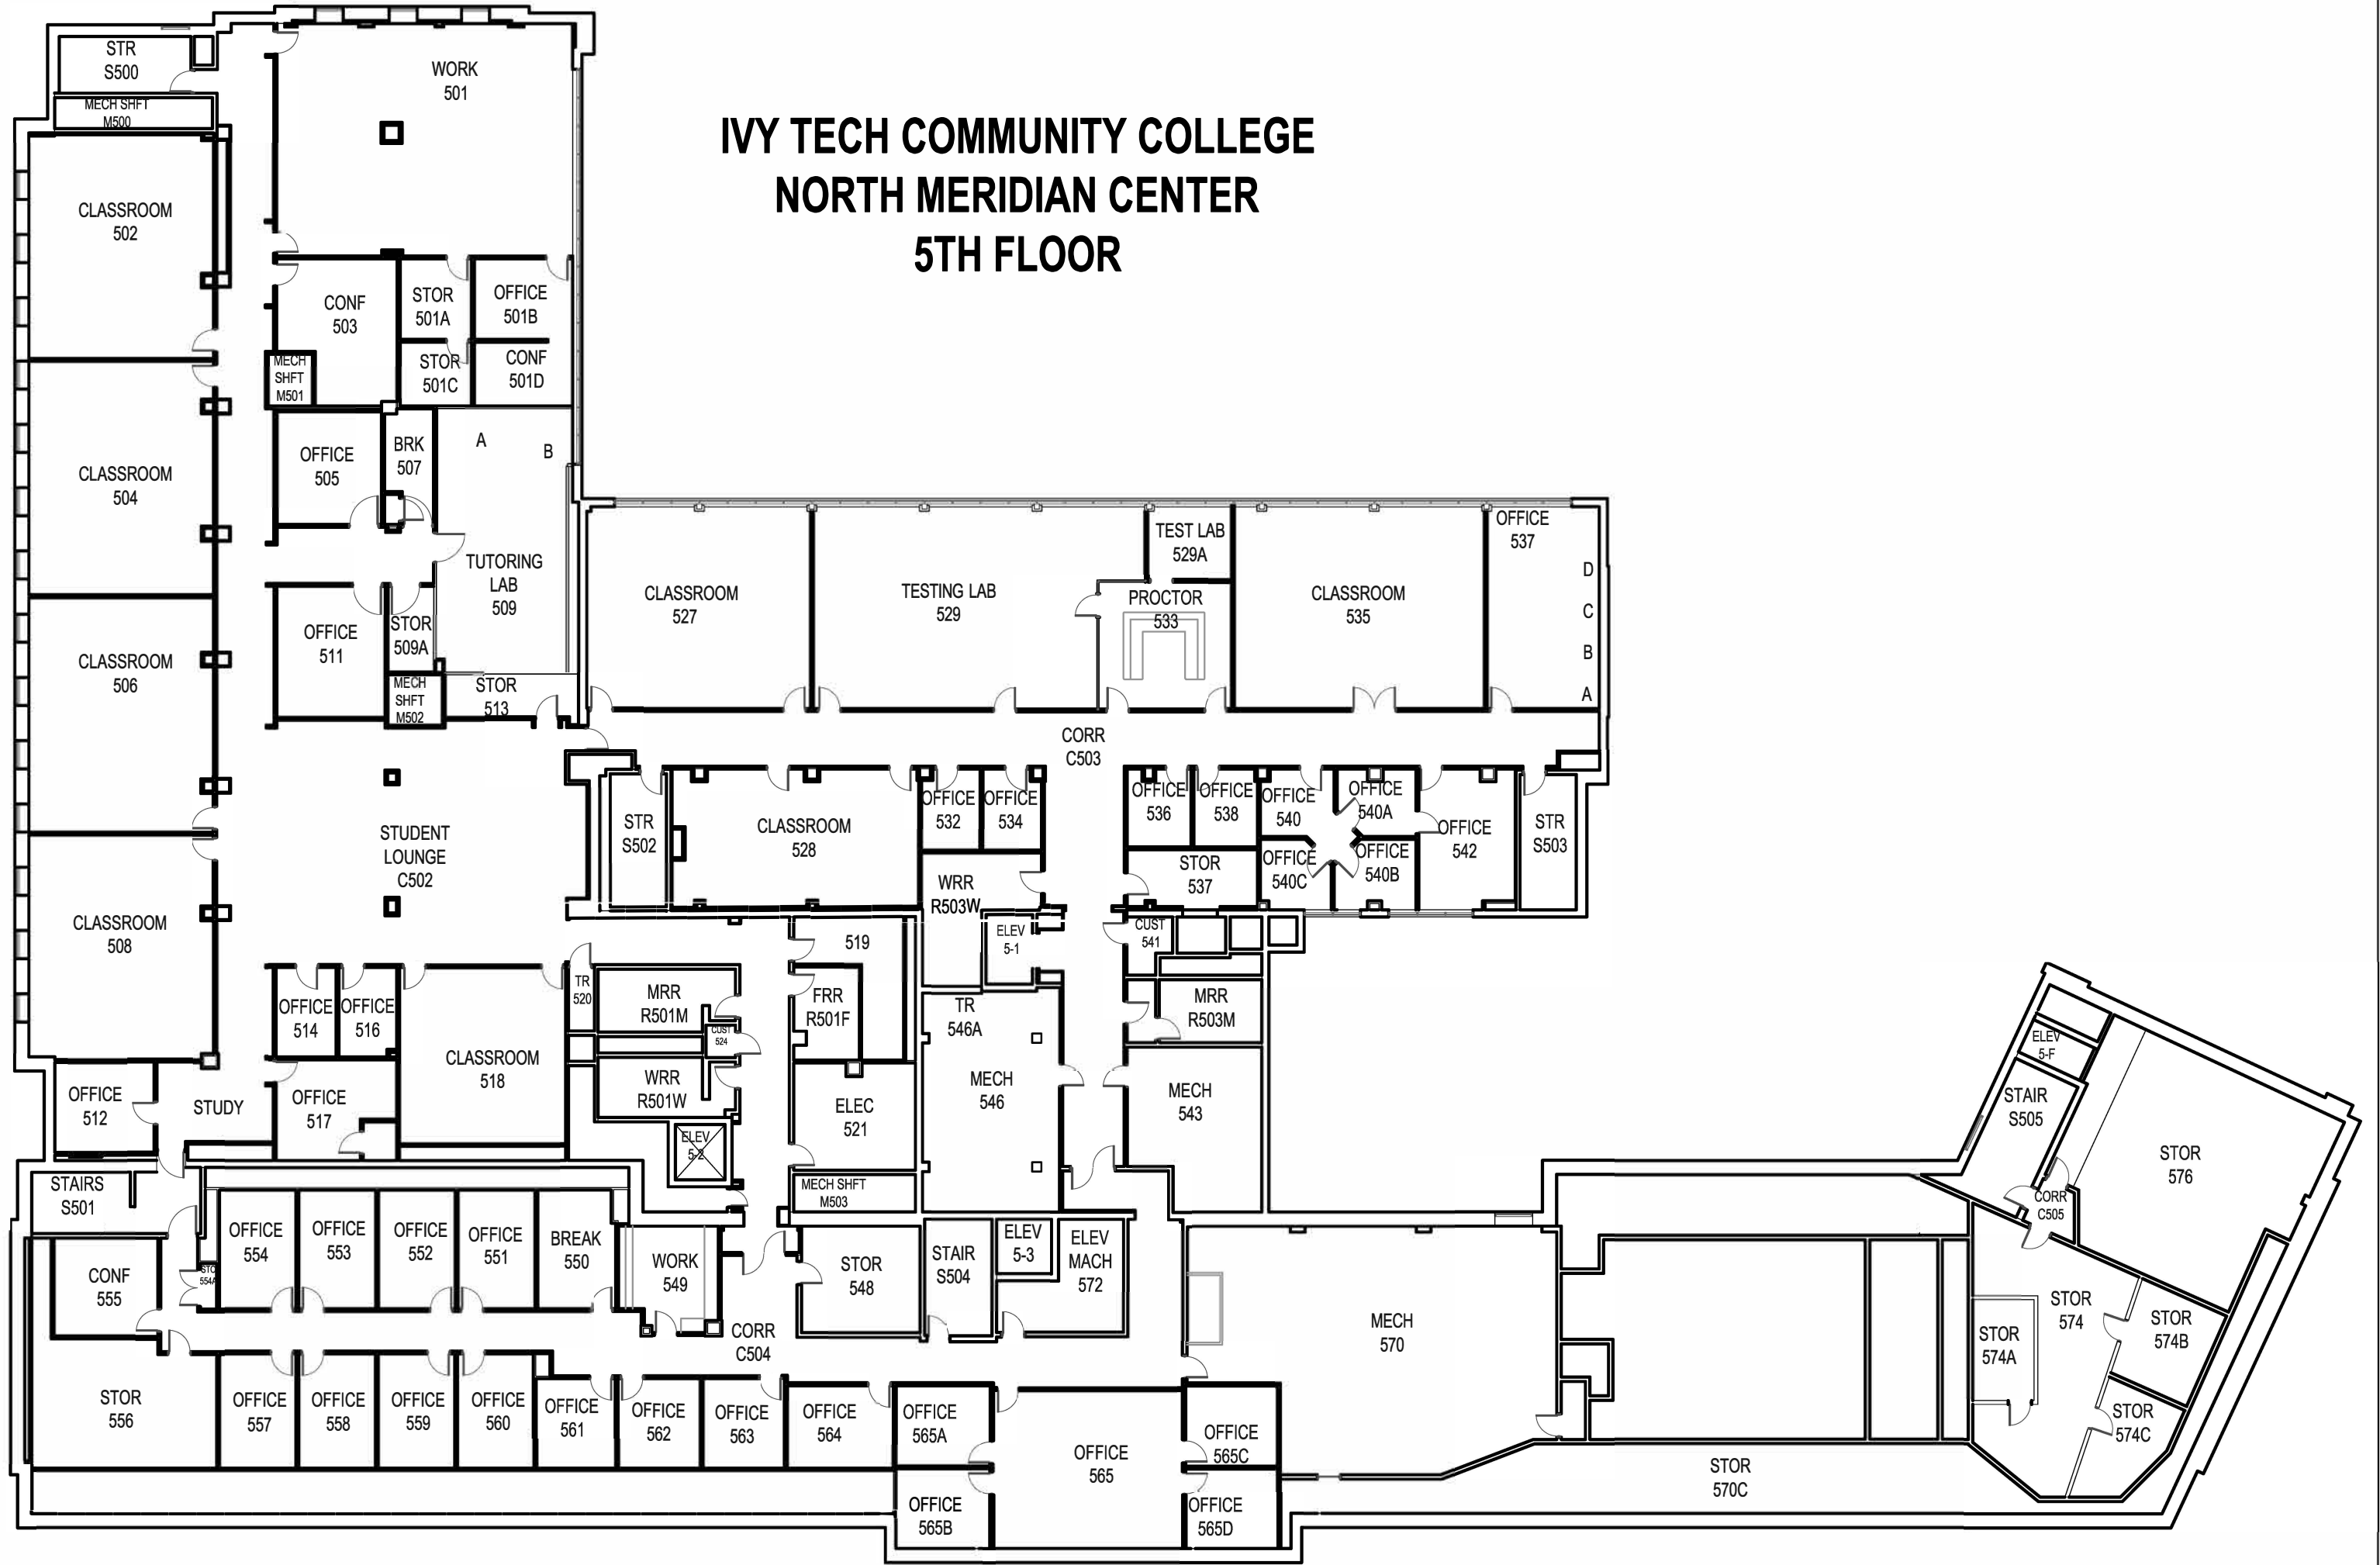 IVY TECH COMMUNITY COLLEGE
NORTH MERIDIAN CENTER
5TH FLOOR
STR
S500
MECH SHFT
M500
WORK
501
CLASSROOM
502
CONF
503
STOR
501A
OFFICE
501B
MECH
SHFT
M501
STOR
501C
CONF
501D
CLASSROOM
504
OFFICE
505
BRK
507
A
B
TUTORING
LAB
509
CLASSROOM
506
OFFICE
511
STOR
509A
MECH
SHFT
M502
STOR
513
CLASSROOM
527
TESTING LAB
529
TEST LAB
529A
PROCTOR
533
CLASSROOM
535
OFFICE
537
D
C
B
A
CORR
C503
STUDENT
LOUNGE
C502
STR
S502
CLASSROOM
528
OFFICE
532
OFFICE
534
OFFICE
536
OFFICE
538
OFFICE
540
OFFICE
540A
OFFICE
542
STR
S503
STOR
537
OFFICE
540C
OFFICE
540B
WRR
R503W
ELEV
5-1
CUST
541
CLASSROOM
508
519
OFFICE
514
OFFICE
516
CLASSROOM
518
TR
520
MRR
R501M
CUST
524
FRR
R501F
TR
546A
MRR
R503M
OFFICE
512
STUDY
OFFICE
517
WRR
R501W
ELEC
521
MECH
546
MECH
543
ELEV
5-2
MECH SHFT
M503
STAIRS
S501
ELEV
5-F
STAIR
S505
STOR
576
CORR
C505
OFFICE
554
OFFICE
553
OFFICE
552
OFFICE
551
BREAK
550
WORK
549
STOR
548
STAIR
S504
ELEV
5-3
ELEV
MACH
572
CONF
555
STO
554A
CORR
C504
MECH
570
STOR
574
STOR
574A
STOR
574B
STOR
574C
STOR
556
OFFICE
557
OFFICE
558
OFFICE
559
OFFICE
560
OFFICE
561
OFFICE
562
OFFICE
563
OFFICE
564
OFFICE
565A
OFFICE
565
OFFICE
565C
OFFICE
565B
OFFICE
565D
STOR
570C